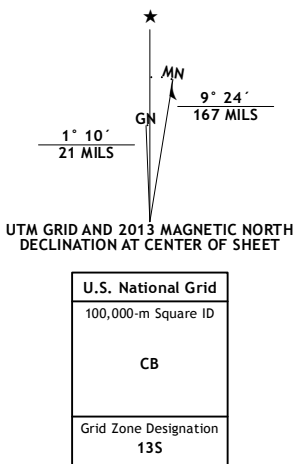 ★
MN
GN
9° 24´
167 MILS
1° 10´
21 MILS
UTM GRID AND 2013 MAGNETIC NORTH
DECLINATION AT CENTER OF SHEET
U.S. National Grid
100,000-m Square ID
CB
Grid Zone Designation
13S